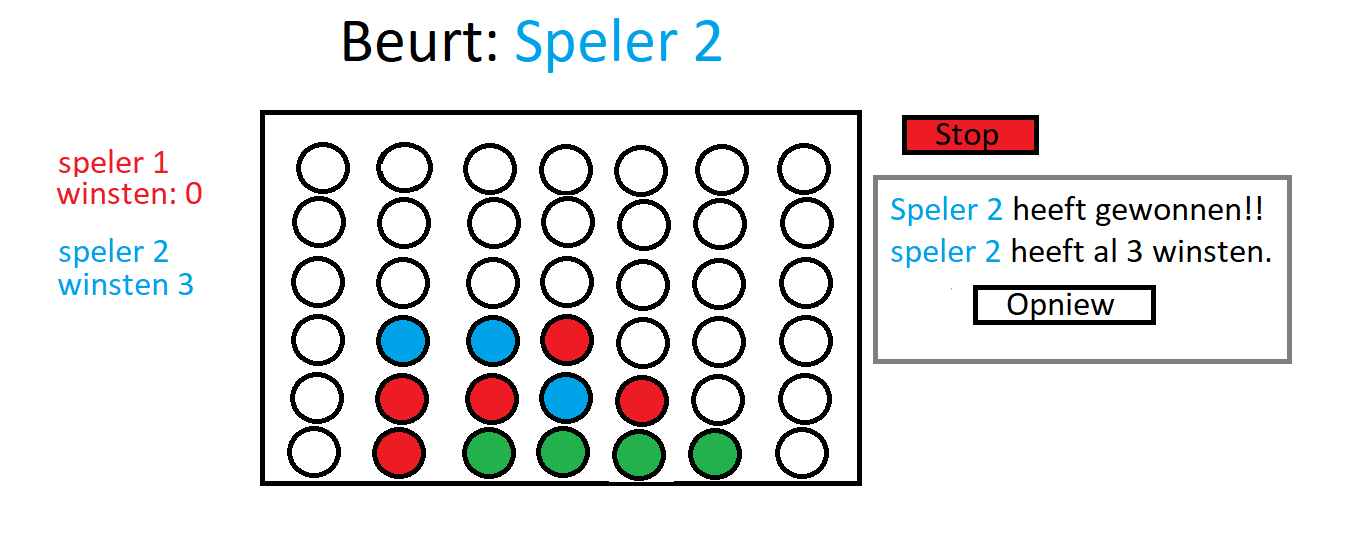 Beurt: Speler 2
speler 1
winsten: 0
speler 2
winsten 3
Stop
Speler 2 heeft gewonnen!!
speler 2 heeft al 3 winsten.
Opniew